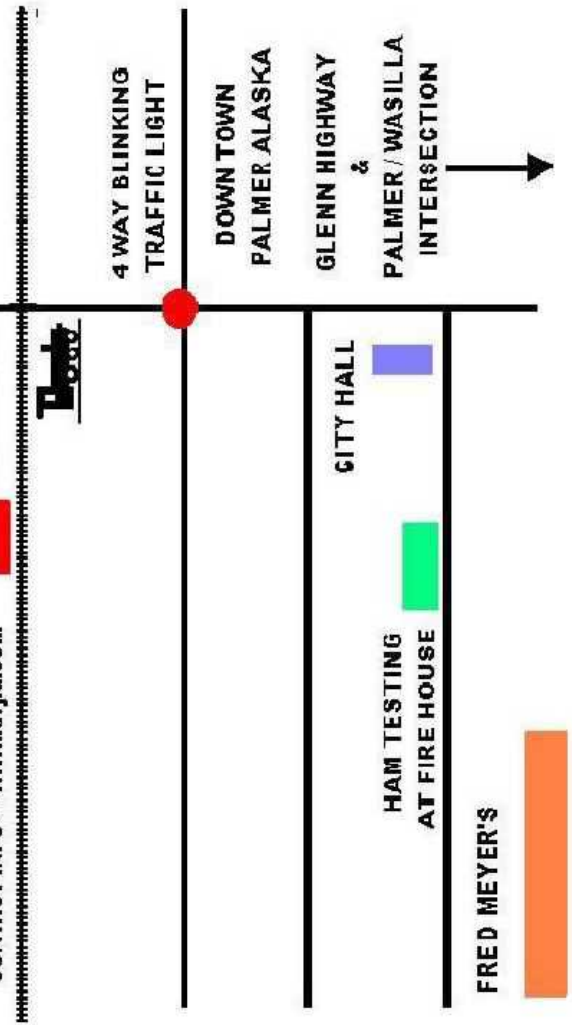 4 WAY BLINKING
TRAFFIC LIGHT
DOWN TOWN
PALMER ALASKA
GLENN HIGHWAY
&
PALMER / WASILLA
INTERSECTION
CITY HALL
HAM TESTING
AT FIRE HOUSE
FRED MEYER'S